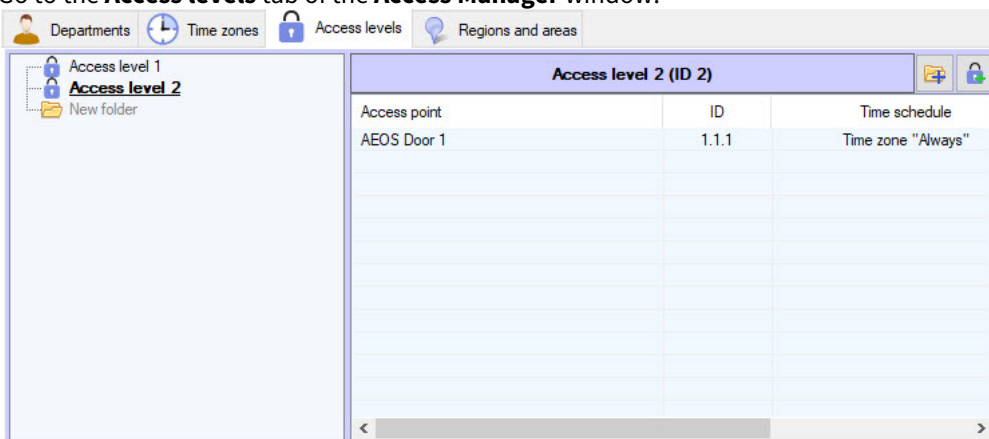 Go to the Access levels tab of the Access Manager window.
Departments Time zones Access levels Regions and areas
Access level 1
Access level 2
New folder
Access level 2 (ID 2)
Access point ID Time schedule
AEOS Door 1 1.1.1 Time zone "Always"